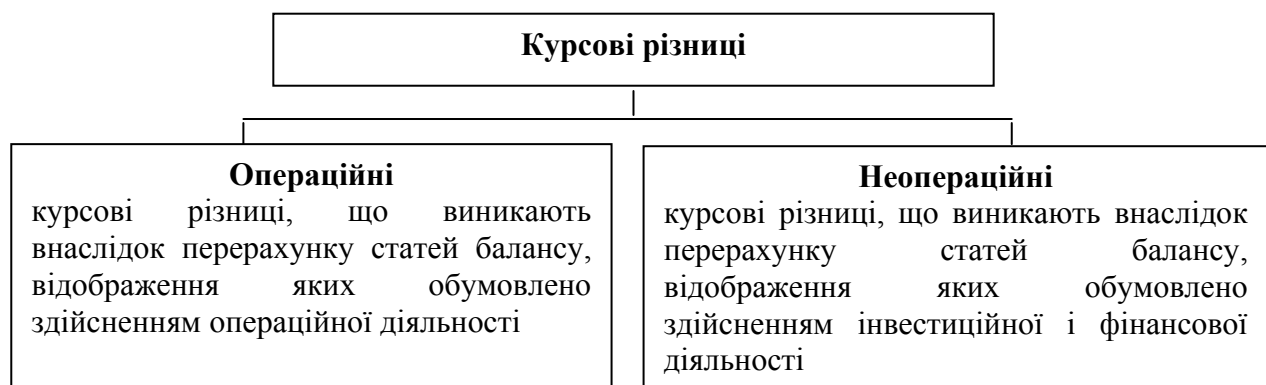 Курсові різниці
Операційні
курсові різниці, що виникають
внаслідок перерахунку статей балансу,
відображення яких обумовлено
здійсненням операційної діяльності
Неопераційні
курсові різниці, що виникають внаслідок
перерахунку статей балансу,
відображення яких обумовлено
здійсненням інвестиційної і фінансової
діяльності